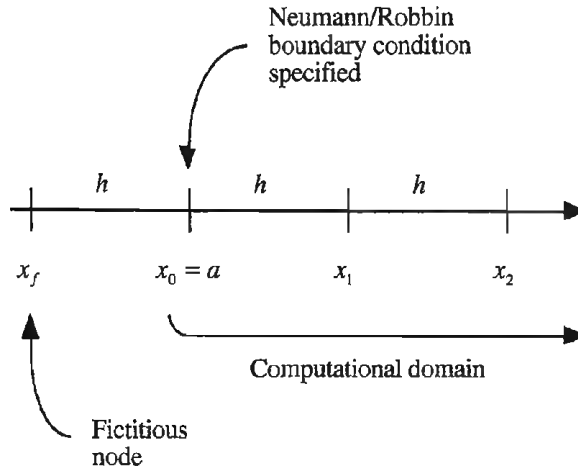 Neumann/Robbin
boundary condition
specified
h h h
x_f x_0 = a x_1 x_2
Computational domain
Fictitious
node